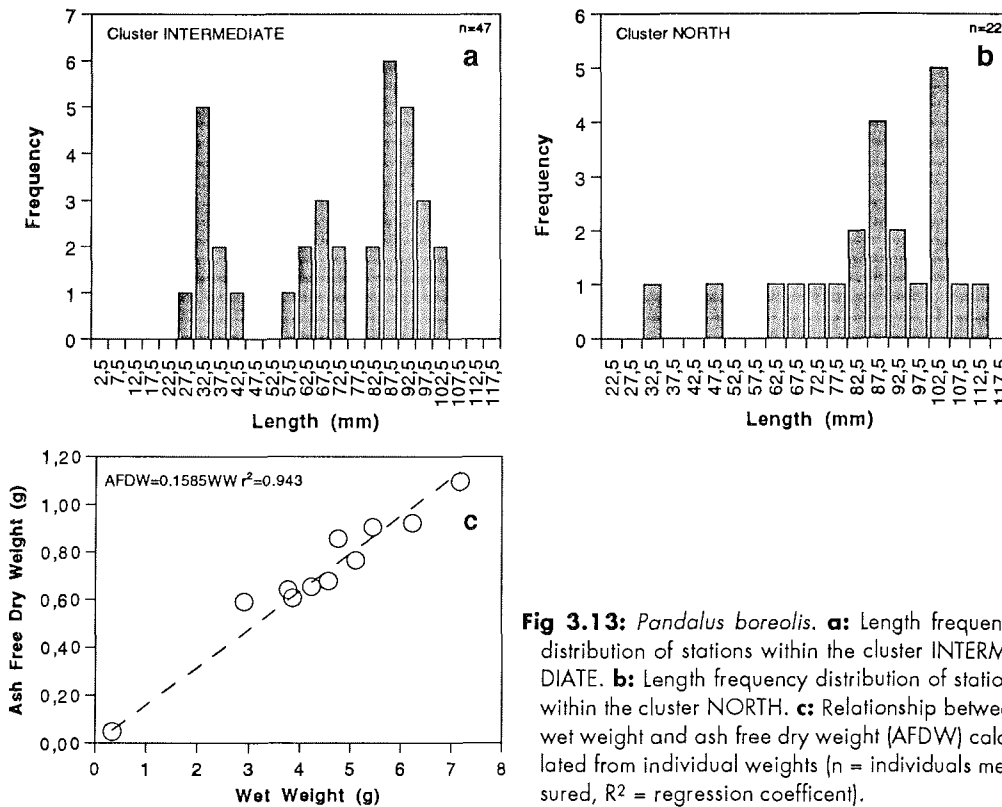 7
6
5
4
3
2
1
0
Frequency
Cluster INTERMEDIATE
n=47
a
2,5 7,5 12,5 17,5 22,5 27,5 32,5 37,5 42,5 47,5 52,5 57,5 62,5 67,5 72,5 77,5 82,5 87,5 92,5 97,5 102,5 107,5 112,5 117,5
Length (mm)
6
5
4
3
2
1
0
Frequency
Cluster NORTH
n=22
b
22,5 27,5 32,5 37,5 42,5 47,5 52,5 57,5 62,5 67,5 72,5 77,5 82,5 87,5 92,5 97,5 102,5 107,5 112,5 117,5
Length (mm)
1,20
1,00
0,80
0,60
0,40
0,20
0,00
Ash Free Dry Weight (g)
AFDW=0.1585WW r²=0.943
c
0 1 2 3 4 5 6 7 8
Wet Weight (g)
Fig 3.13: Pandalus boreolis. a: Length frequen
distribution of stations within the cluster INTERM
DIATE. b: Length frequency distribution of statio
within the cluster NORTH. c: Relationship betwe
wet weight and ash free dry weight (AFDW) calc
lated from individual weights (n = individuals me
sured, R² = regression coefficent).